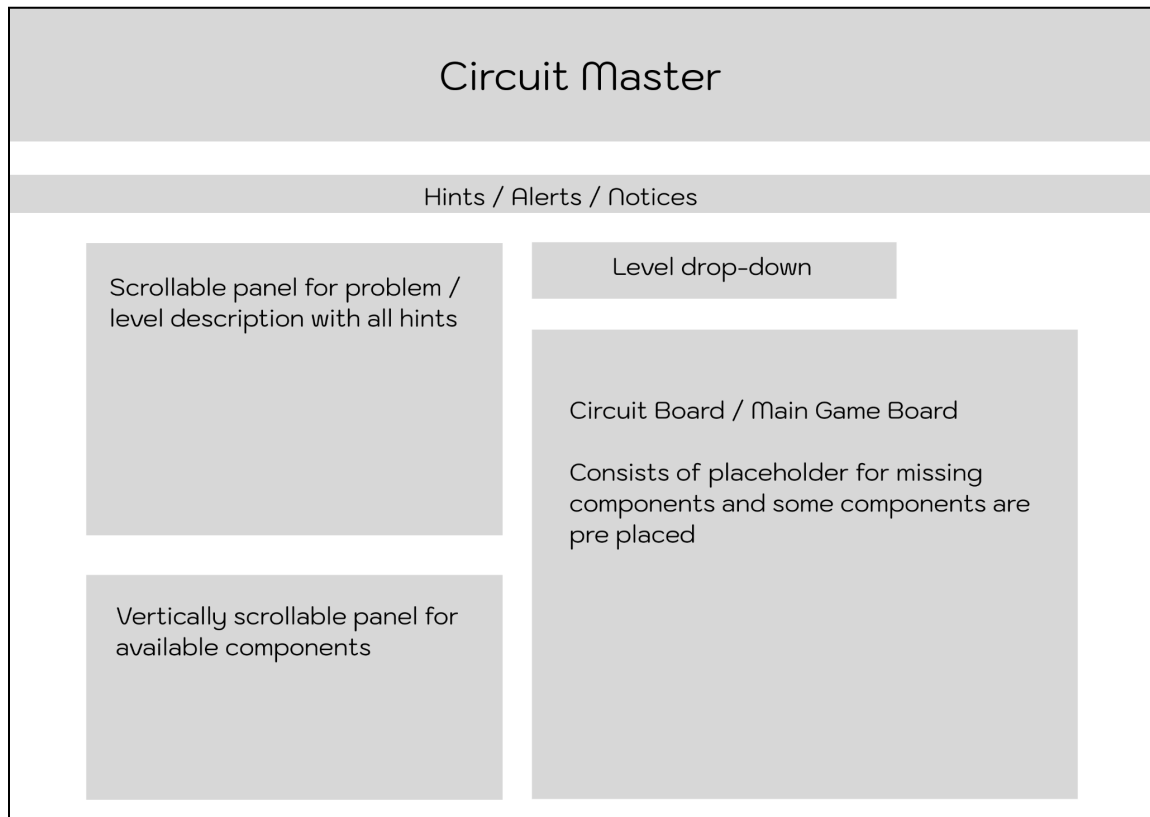 Circuit Master
Hints / Alerts / Notices
Scrollable panel for problem /
level description with all hints
Level drop-down
Circuit Board / Main Game Board
Consists of placeholder for missing
components and some components are
pre placed
Vertically scrollable panel for
available components